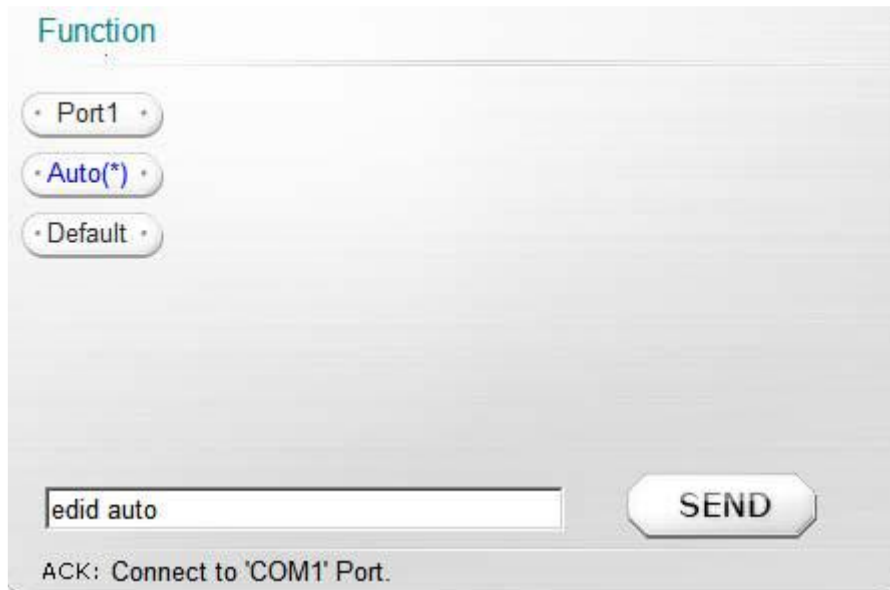 Function
Port1
Auto(*)
Default
edid auto
SEND
ACK: Connect to 'COM1' Port.